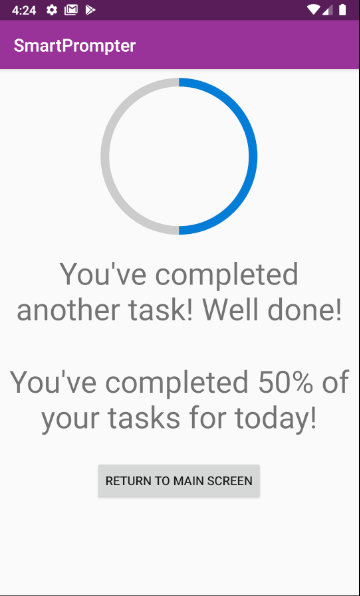 4:24
SmartPrompter
You've completed
another task! Well done!
You've completed 50% of
your tasks for today!
RETURN TO MAIN SCREEN